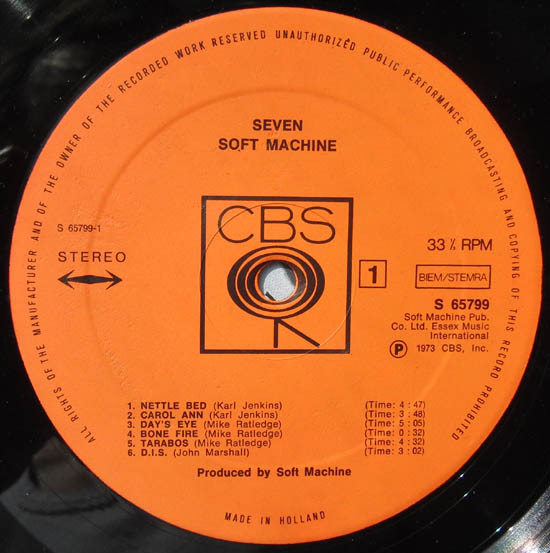 ALL RIGHTS OF THE MANUFACTURER AND OF THE OWNER OF THE RECORDED WORK RESERVED UNAUTHORIZED PUBLIC PERFORMANCE BROADCASTING AND COPYING OF THIS RECORD PROHIBITED
SEVEN
SOFT MACHINE
CBS
S 65799-1
STEREO
33 ⅓ RPM
1
BIEM/STEMRA
S 65799
Soft Machine Pub.
Co. Ltd. Essex Music
International
℗ 1973 CBS, Inc.
1. NETTLE BED (Karl Jenkins) (Time: 4 : 47)
2. CAROL ANN (Karl Jenkins) (Time: 3 : 48)
3. DAY'S EYE (Mike Ratledge) (Time: 5 : 05)
4. BONE FIRE (Mike Ratledge) (Time: 0 : 32)
5. TARABOS (Mike Ratledge) (Time: 4 : 32)
6. D.I.S. (John Marshall) (Time: 3 : 02)
Produced by Soft Machine
MADE IN HOLLAND